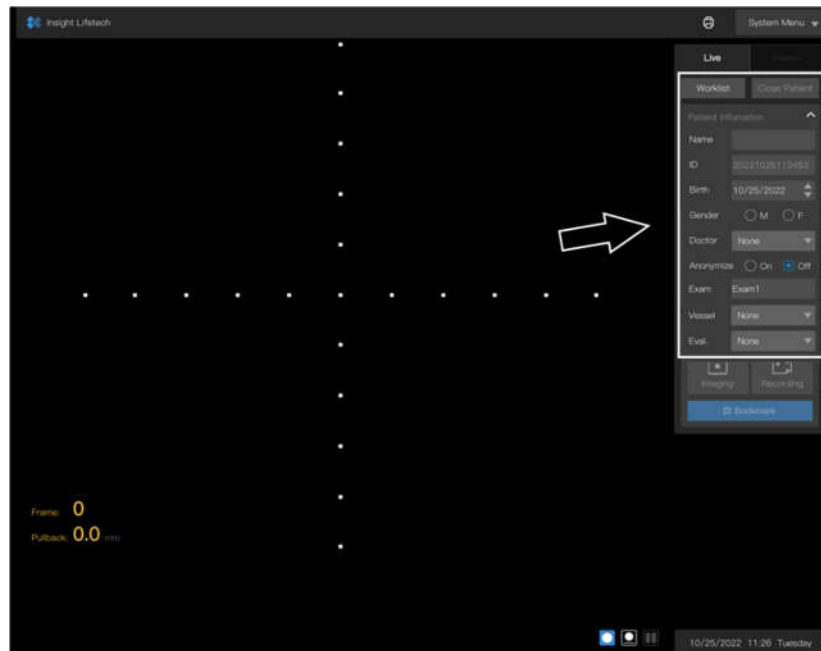 Insight Lifetech
System Menu
Live
Worklist
Close Patient
Patient Infomation
Name
ID 20221025113453
Birth 10/25/2022
Gender M F
Doctor None
Anonymize On Off
Exam Exam1
Vessel None
Eval. None
Imaging
Recording
Bookmark
Frame: 0
Pullback: 0.0 mm
10/25/2022 11:26 Tuesday